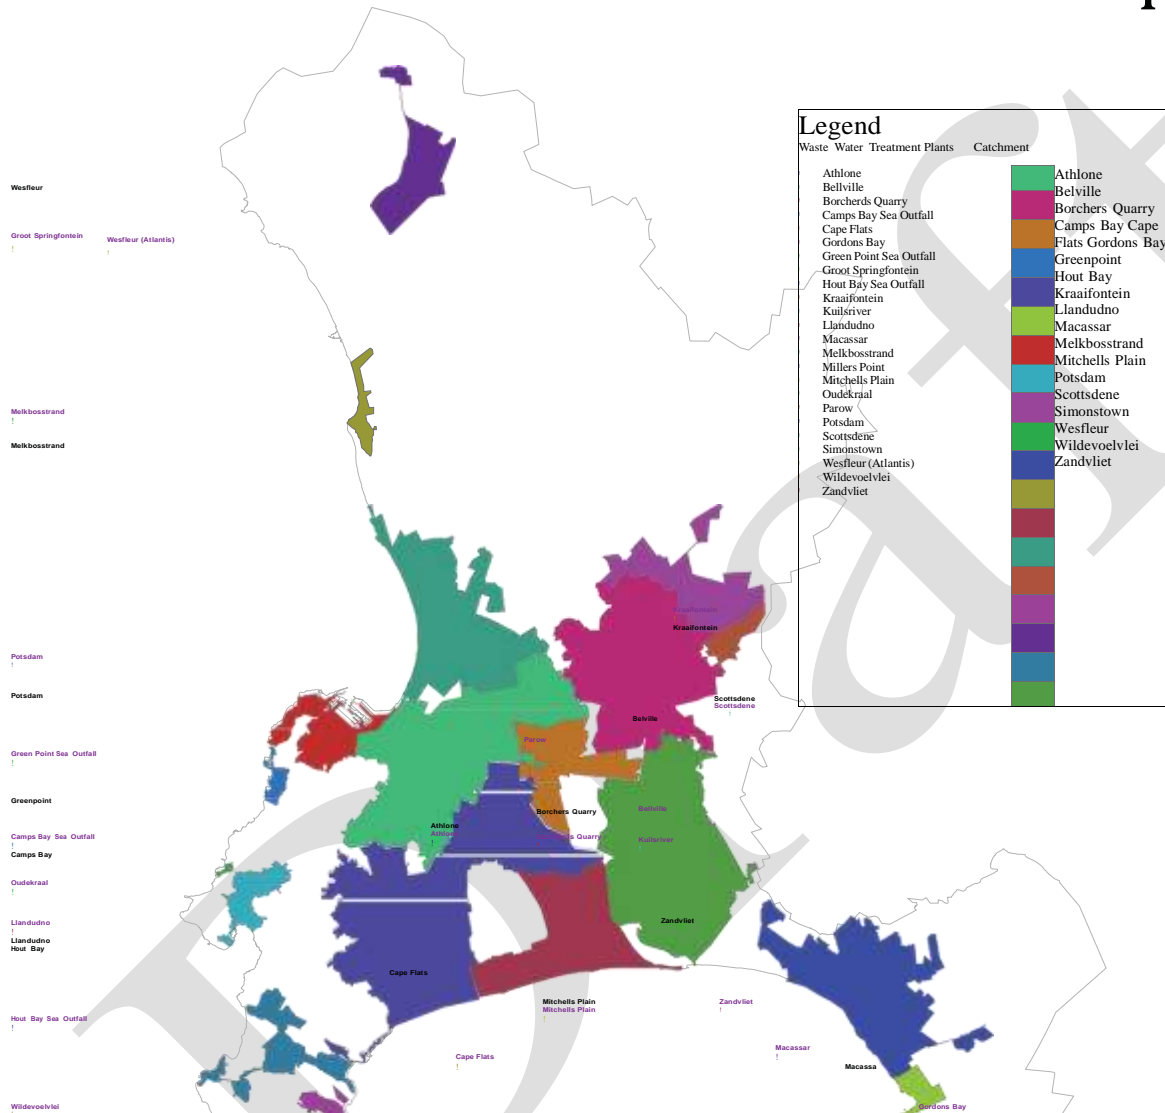 Legend
Waste Water Treatment Plants Catchment
Athlone
Bellville
Borcherds Quarry
Camps Bay Sea Outfall
Cape Flats
Gordons Bay
Green Point Sea Outfall
Groot Springfontein
Hout Bay Sea Outfall
Kraaifontein
Kuilsriver
Llandudno
Macassar
Melkbosstrand
Millers Point
Mitchells Plain
Oudekraal
Parow
Potsdam
Scottsdene
Simonstown
Wesfleur (Atlantis)
Wildevoelvlei
Zandvliet
Athlone
Belville
Borchers Quarry
Camps Bay Cape
Flats Gordons Bay
Greenpoint
Hout Bay
Kraaifontein
Llandudno
Macassar
Melkbosstrand
Mitchells Plain
Potsdam
Scottsdene
Simonstown
Wesfleur
Wildevoelvlei
Zandvliet
Wesfleur
Groot Springfontein
!
Wesfleur (Atlantis)
!
Melkbosstrand
!
Melkbosstrand
Kraaifontein
Kraaifontein
Potsdam
!
Potsdam
Scottsdene
Scottsdene
!
Belville
Parow
Green Point Sea Outfall
!
Greenpoint
Bellville
Borchers Quarry
Athlone
Camps Bay Sea Outfall
!
Quarry
Kuilsriver
Camps Bay
Oudekraal
!
Llandudno
!
Zandvliet
Llandudno
Hout Bay
Cape Flats
Mitchells Plain
Mitchells Plain
!
Zandvliet
!
Hout Bay Sea Outfall
!
Cape Flats
!
Macassar
!
Macassa
Wildevoelvlei
Gordons Bay